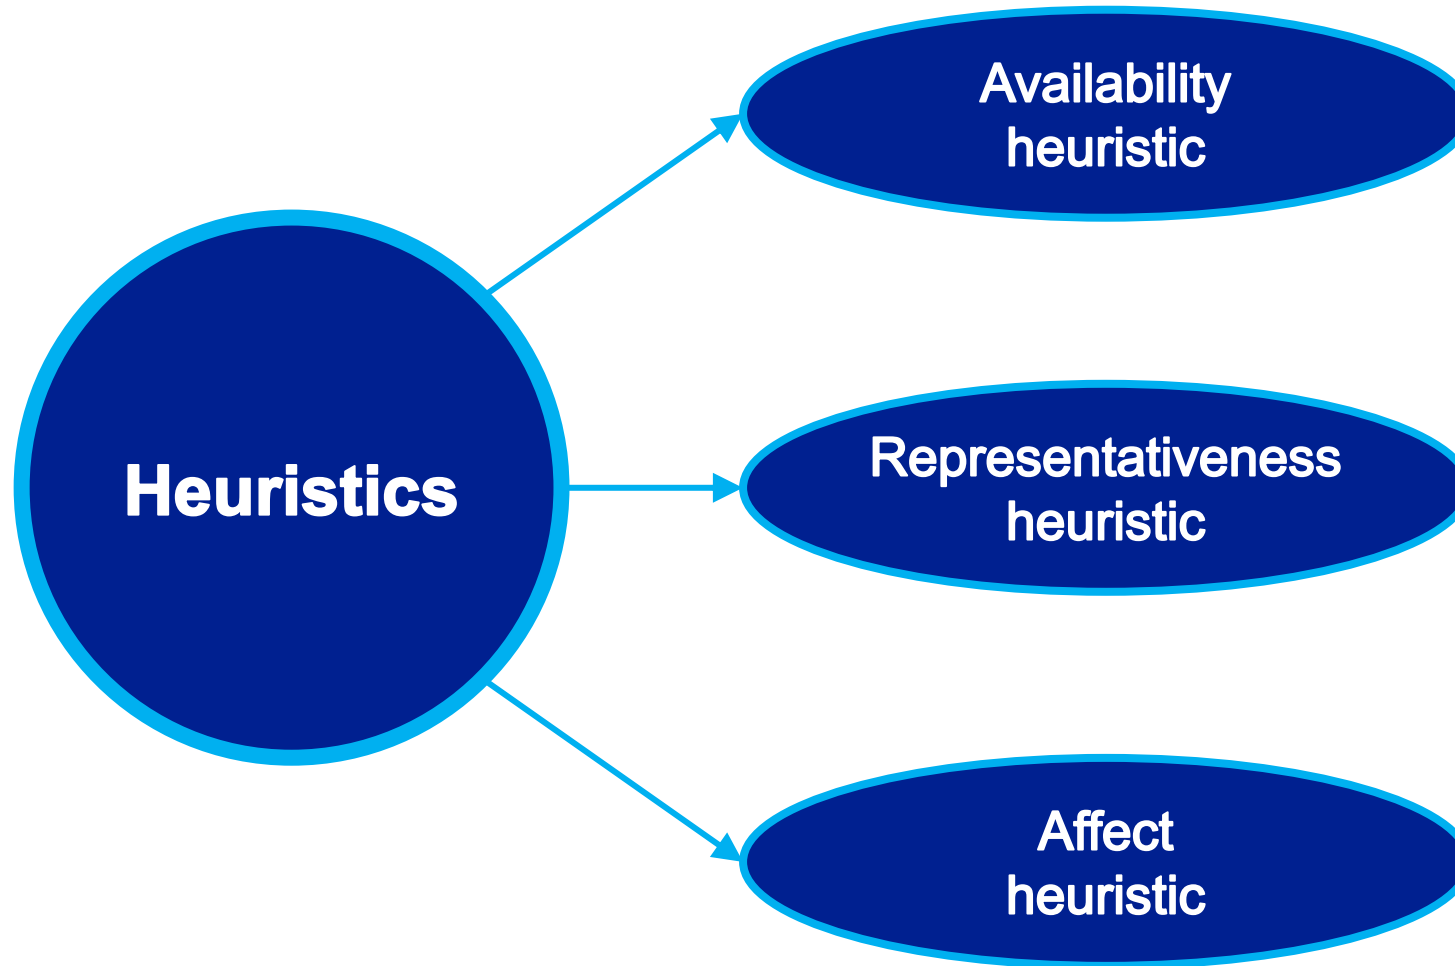 Availability
heuristic
Heuristics
Representativeness
heuristic
Affect
heuristic